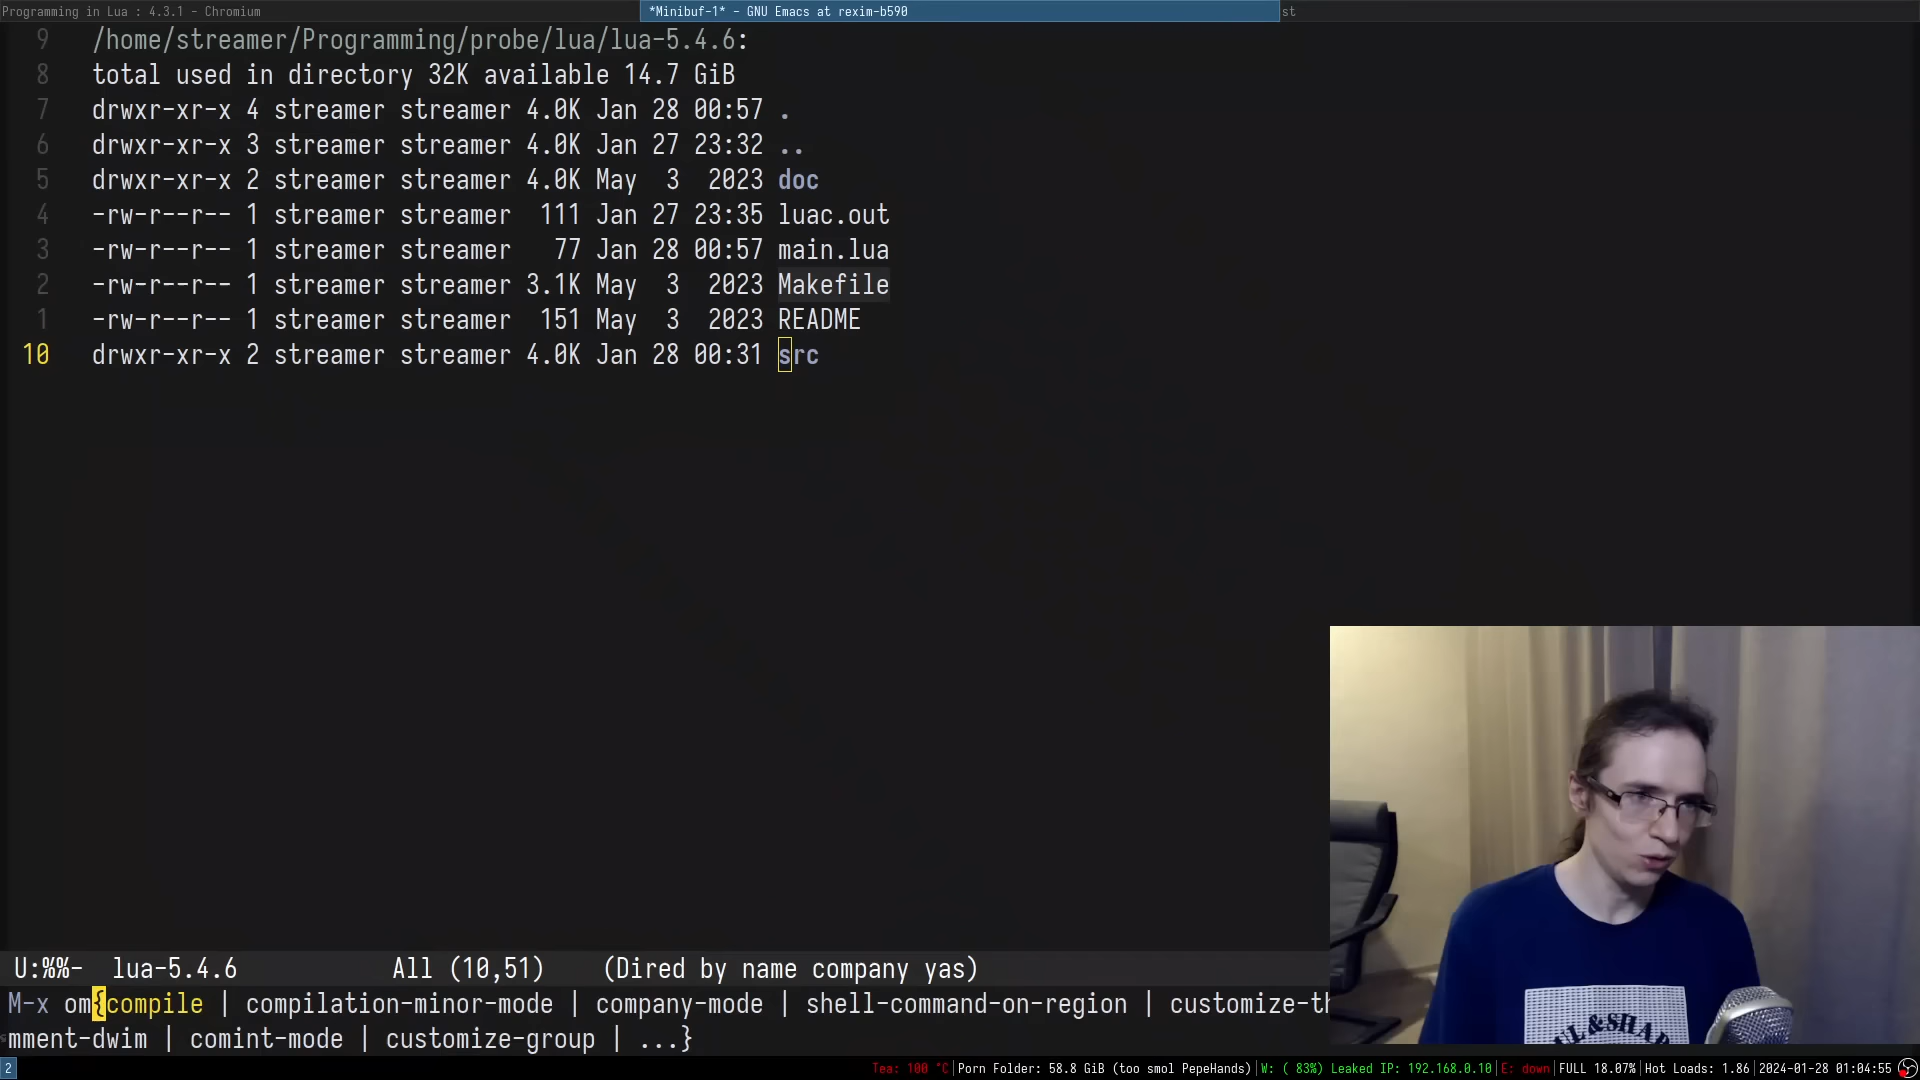 Programming in Lua : 4.3.1 - Chromium
*Minibuf-1* - GNU Emacs at rexim-b590
st
9 /home/streamer/Programming/probe/lua/lua-5.4.6:
8 total used in directory 32K available 14.7 GiB
7 drwxr-xr-x 4 streamer streamer 4.0K Jan 28 00:57 .
6 drwxr-xr-x 3 streamer streamer 4.0K Jan 27 23:32 ..
5 drwxr-xr-x 2 streamer streamer 4.0K May  3  2023 doc
4 -rw-r--r-- 1 streamer streamer  111 Jan 27 23:35 luac.out
3 -rw-r--r-- 1 streamer streamer   77 Jan 28 00:57 main.lua
2 -rw-r--r-- 1 streamer streamer 3.1K May  3  2023 Makefile
1 -rw-r--r-- 1 streamer streamer  151 May  3  2023 README
10 drwxr-xr-x 2 streamer streamer 4.0K Jan 28 00:31 src
U:%%-  lua-5.4.6           All (10,51)    (Dired by name company yas)
M-x om{compile | compilation-minor-mode | company-mode | shell-command-on-region | customize-th
mment-dwim | comint-mode | customize-group | ...}
2
Tea: 100 °C|Porn Folder: 58.8 GiB (too smol PepeHands)|W: ( 83%) Leaked IP: 192.168.0.10|E: down|FULL 18.07%|Hot Loads: 1.86|2024-01-28 01:04:55